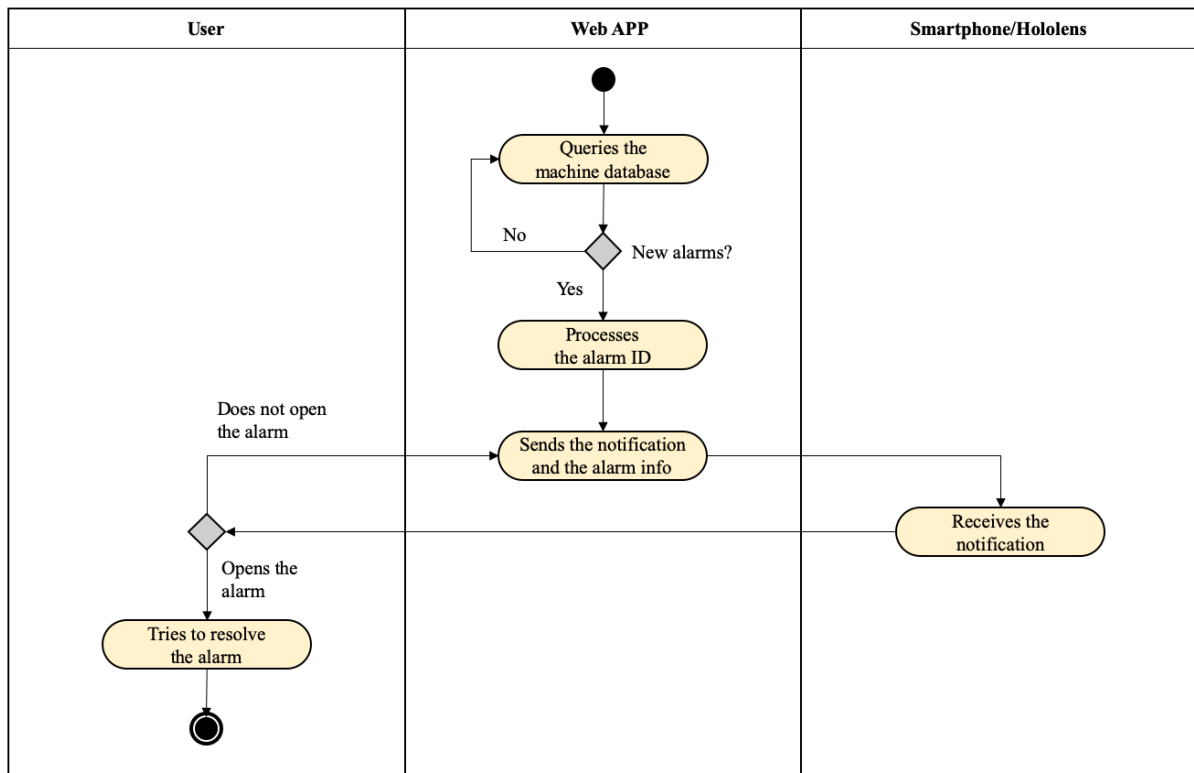 User
Web APP
Smartphone/Hololens
Queries the
machine database
No
New alarms?
Yes
Processes
the alarm ID
Does not open
the alarm
Sends the notification
and the alarm info
Receives the
notification
Opens the
alarm
Tries to resolve
the alarm